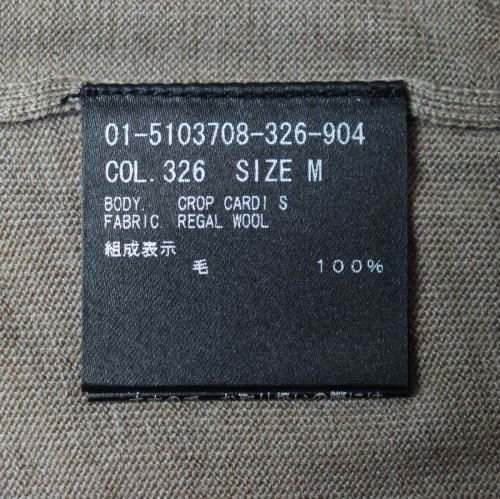 01-5103708-326-904
COL.326 SIZE M
BODY. CROP CARDI S
FABRIC REGAL WOOL
組成表示
毛 100%